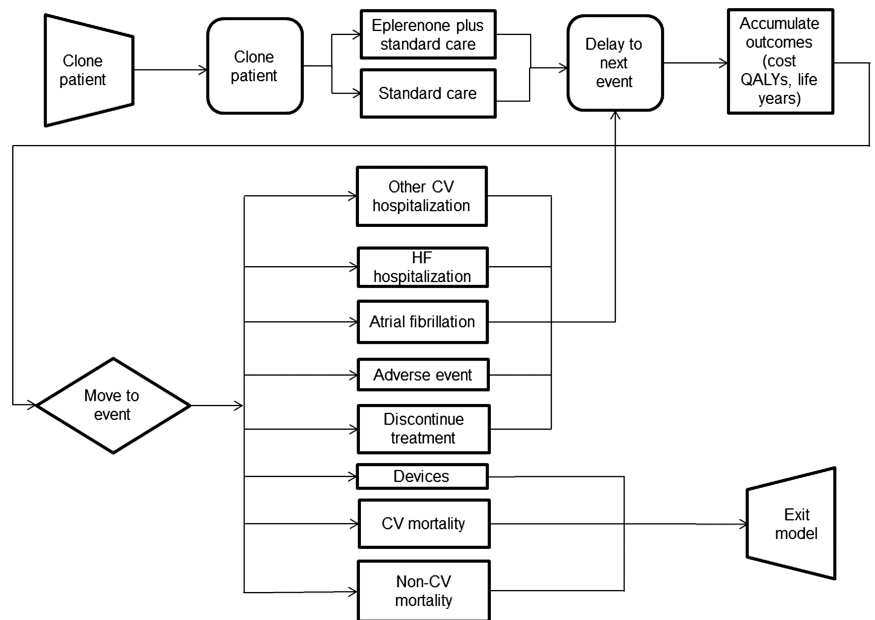 Clone
patient
Clone
patient
Eplerenone plus
standard care
Standard care
Delay to
next
event
Accumulate
outcomes
(cost
QALYs, life
years)
Other CV
hospitalization
HF
hospitalization
Atrial fibrillation
Adverse event
Discontinue
treatment
Devices
CV mortality
Non-CV
mortality
Move to
event
Exit
model